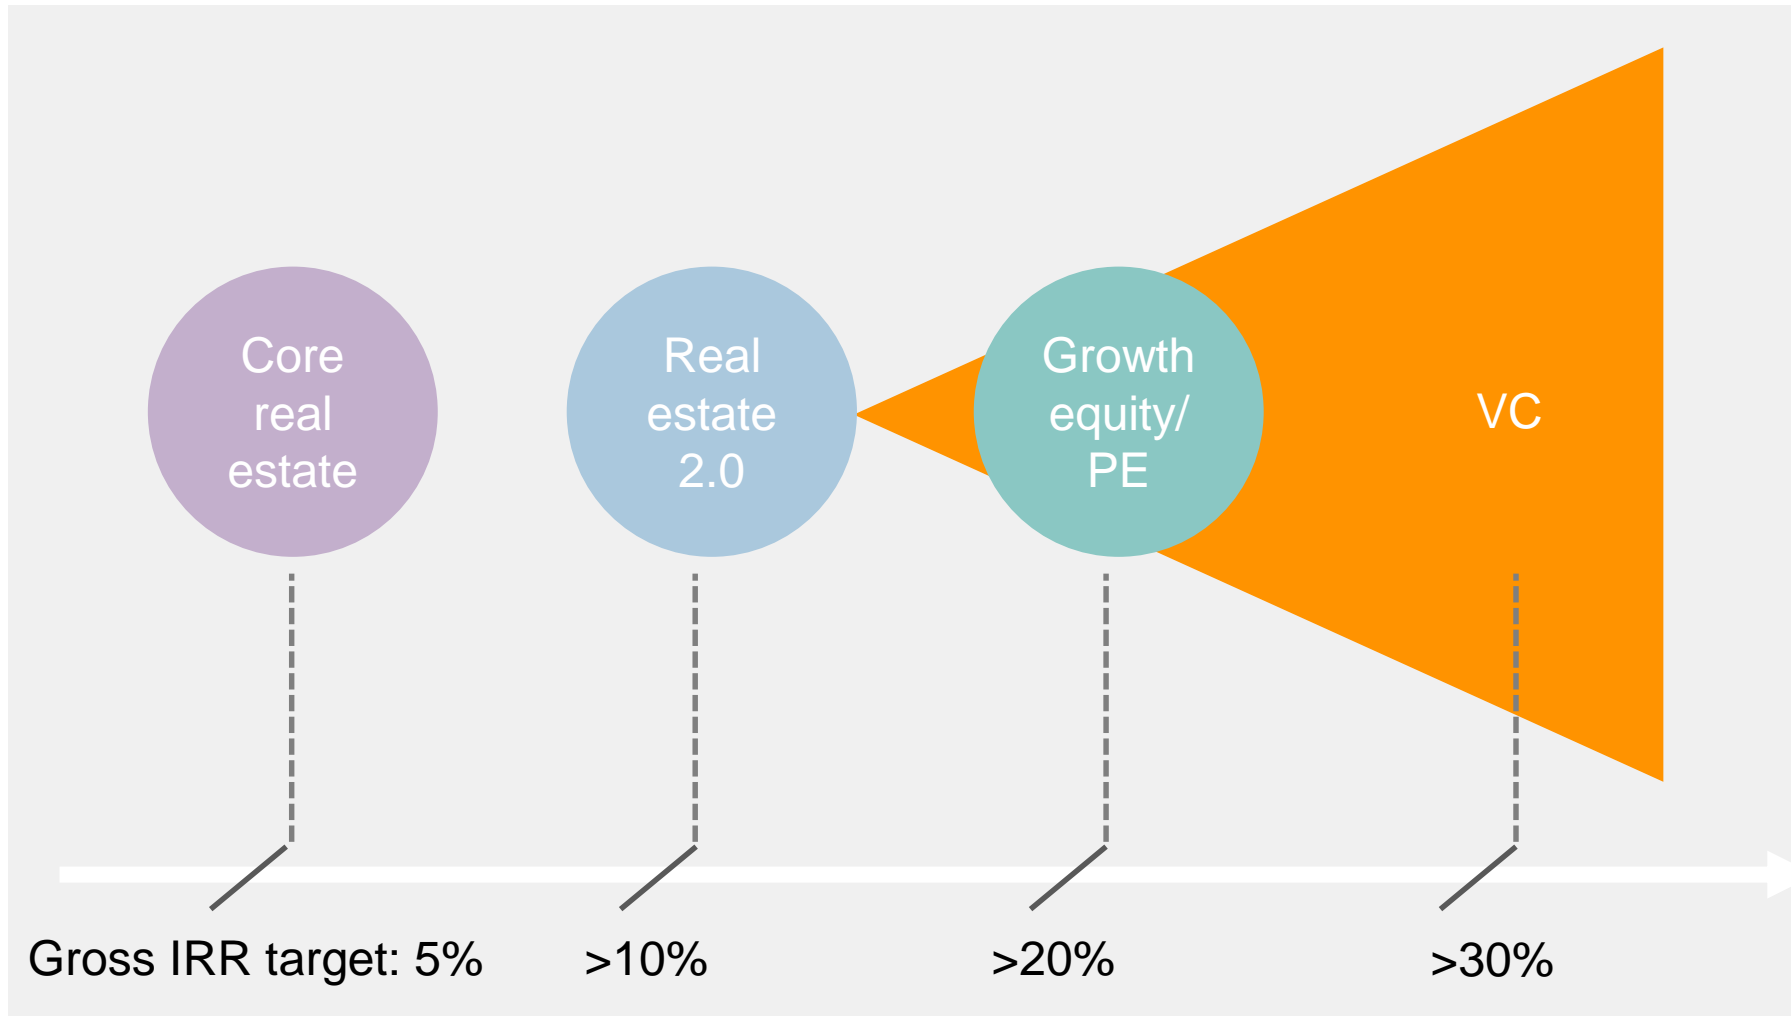 Core
real
estate
Real
estate
2.0
Growth
equity/
PE
VC
Gross IRR target: 5%
>10%
>20%
>30%